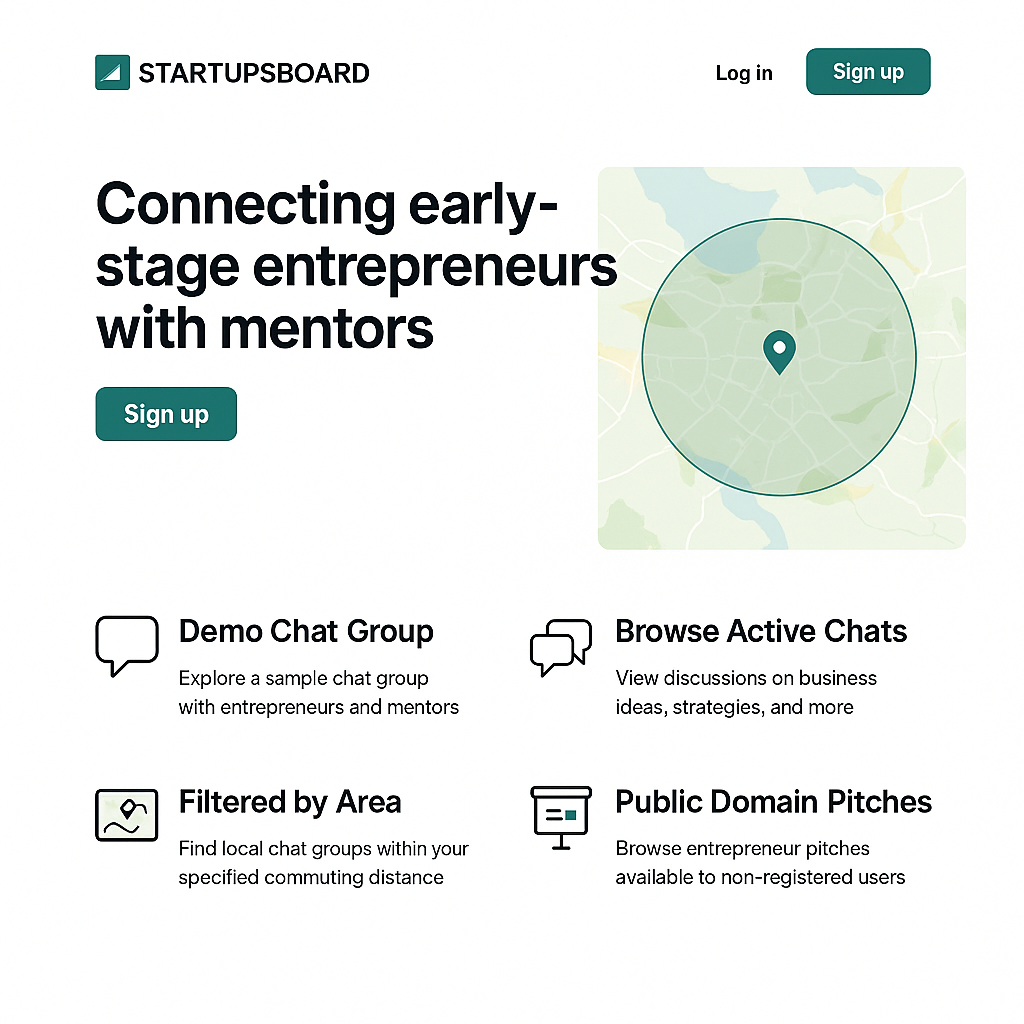 STARTUPSBOARD
Log in
Sign up
Connecting early-
stage entrepreneurs
with mentors
Sign up
Demo Chat Group
Explore a sample chat group
with entrepreneurs and mentors
Browse Active Chats
View discussions on business
ideas, strategies, and more
Filtered by Area
Find local chat groups within your
specified commuting distance
Public Domain Pitches
Browse entrepreneur pitches
available to non-registered users